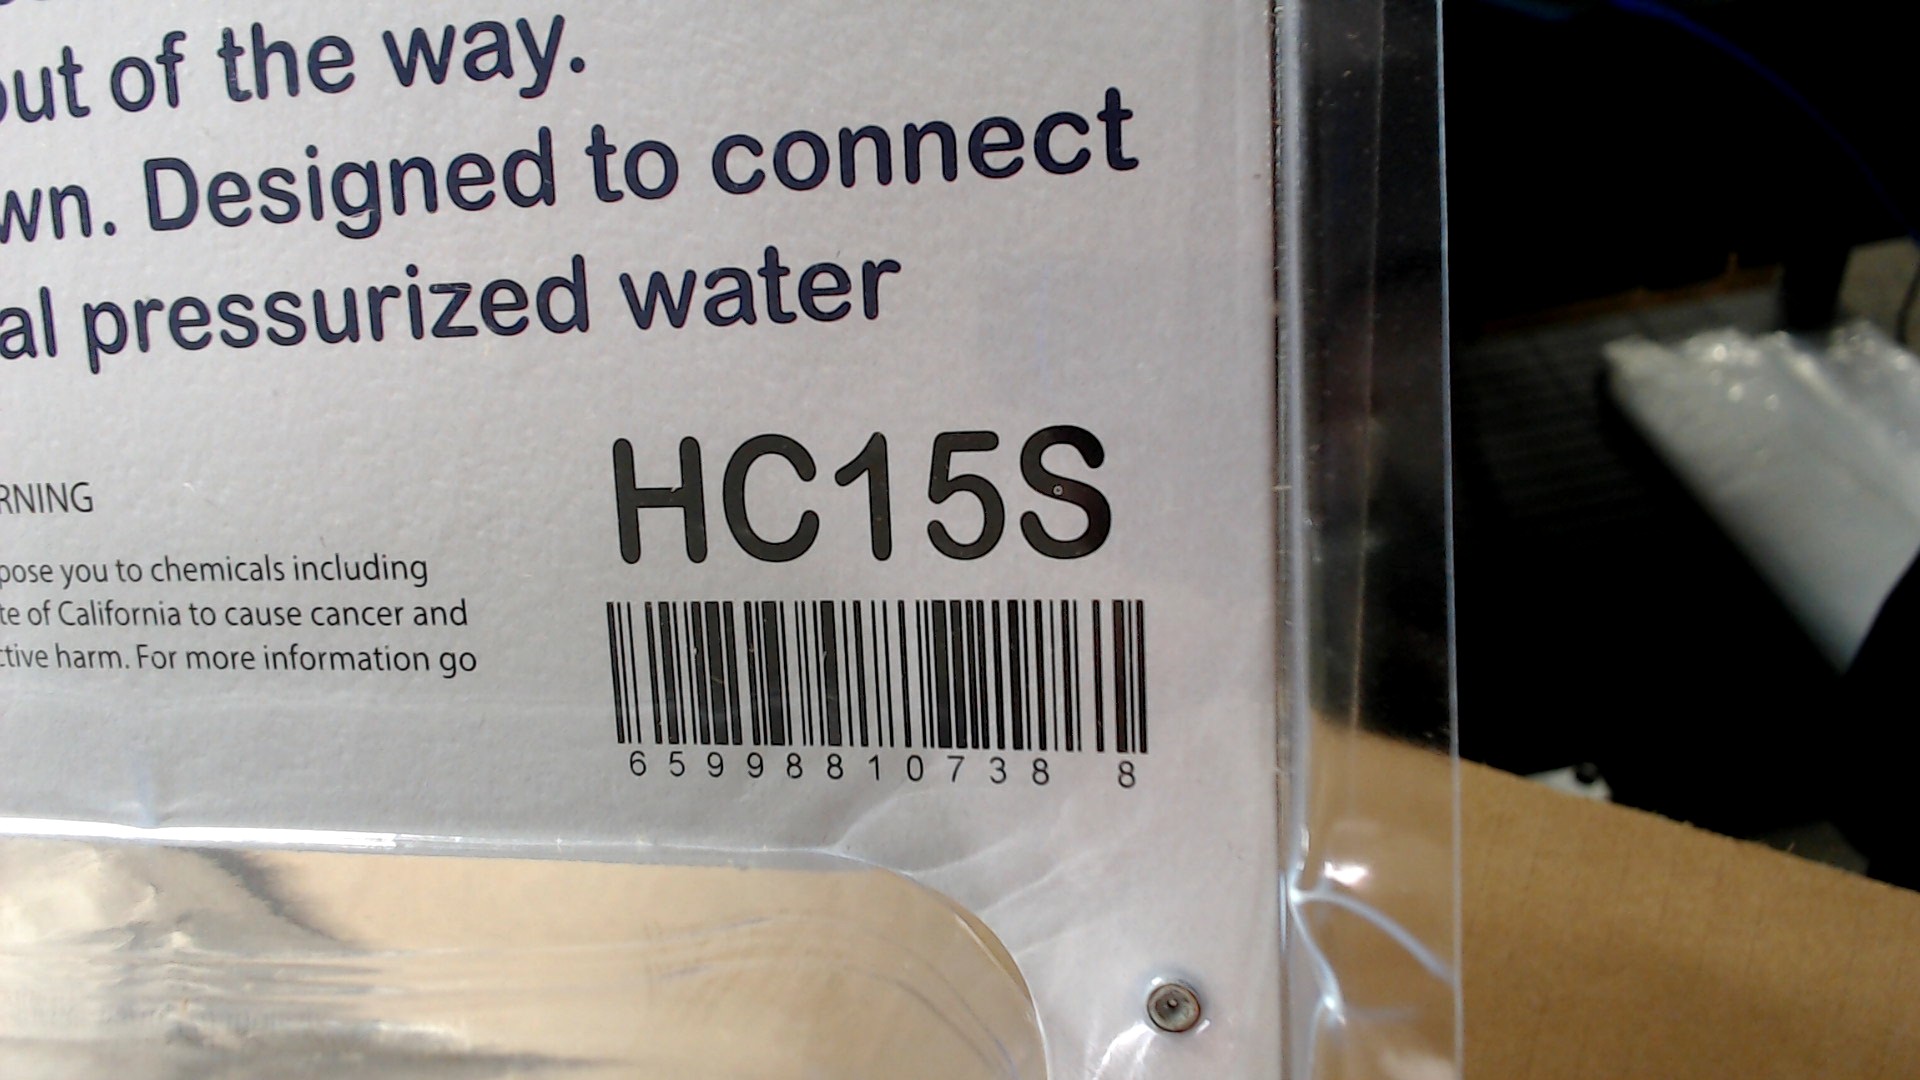 out of the way.
wn. Designed to connect
al pressurized water
HC15S
RNING
pose you to chemicals including
te of California to cause cancer and
ctive harm. For more information go
6 5 9 9 8 8 1 0 7 3 8 8